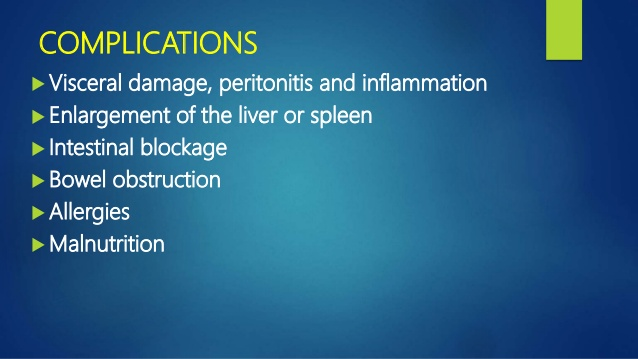 COMPLICATIONS
Visceral damage, peritonitis and inflammation
Enlargement of the liver or spleen
Intestinal blockage
Bowel obstruction
Allergies
Malnutrition